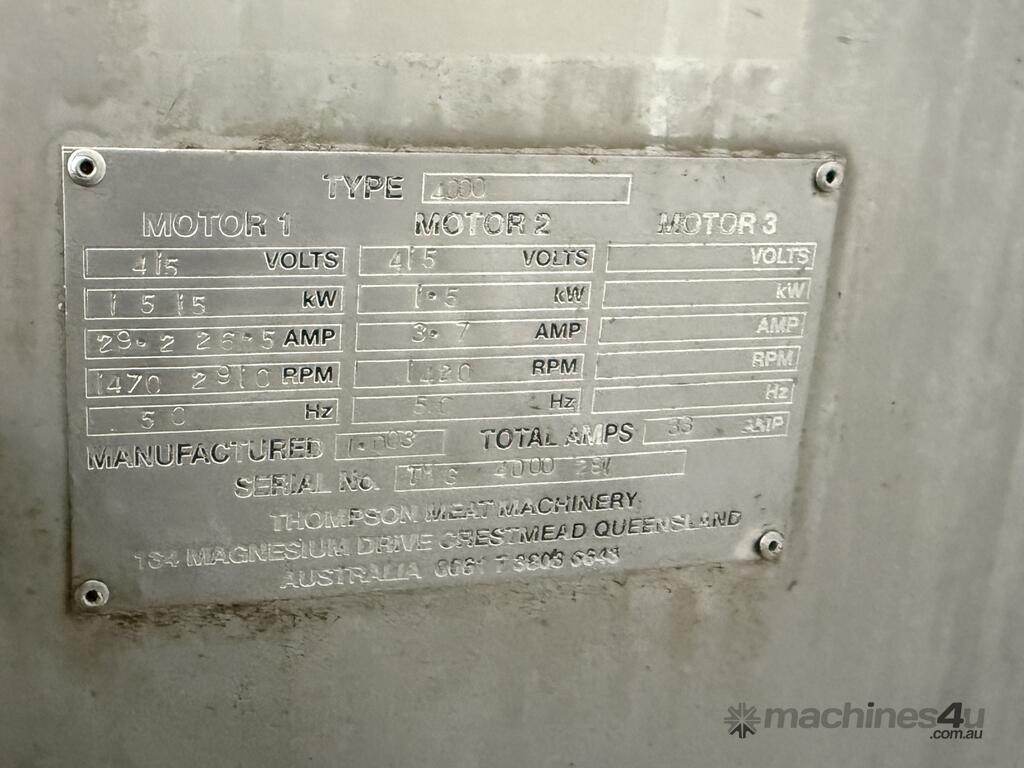 TYPE 4000
MOTOR 1 MOTOR 2 MOTOR 3
415 VOLTS 415 VOLTS VOLTS
15 15 kW 1.5 kW kW
29.2 26.5 AMP 3.7 AMP AMP
1470 2910 RPM 1420 RPM RPM
50 Hz 50 Hz Hz
MANUFACTURED TOTAL AMPS 33 AMP
SERIAL No. 4000
THOMPSON MEAT MACHINERY
MAGNESIUM DRIVE CRESTMEAD QUEENSLAND
AUSTRALIA
machines4u
.com.au